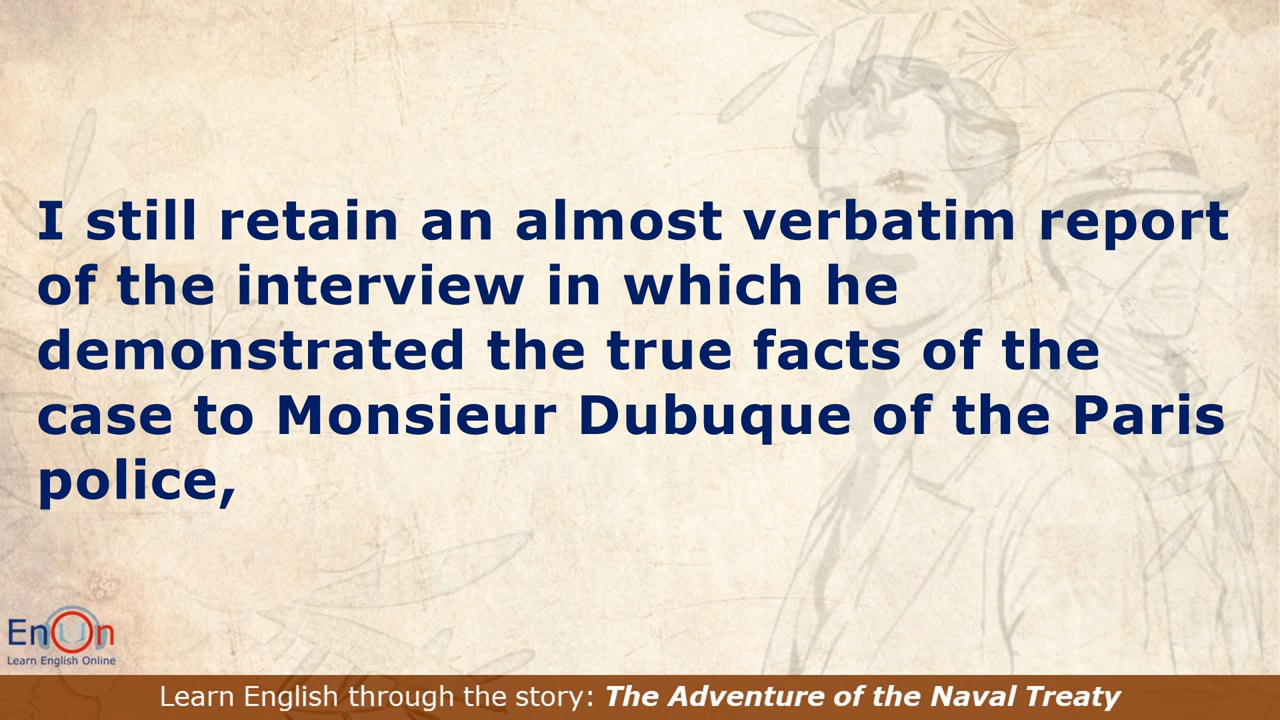 I still retain an almost verbatim report
of the interview in which he
demonstrated the true facts of the
case to Monsieur Dubuque of the Paris
police,
EnOn
Learn English Online
Learn English through the story: The Adventure of the Naval Treaty